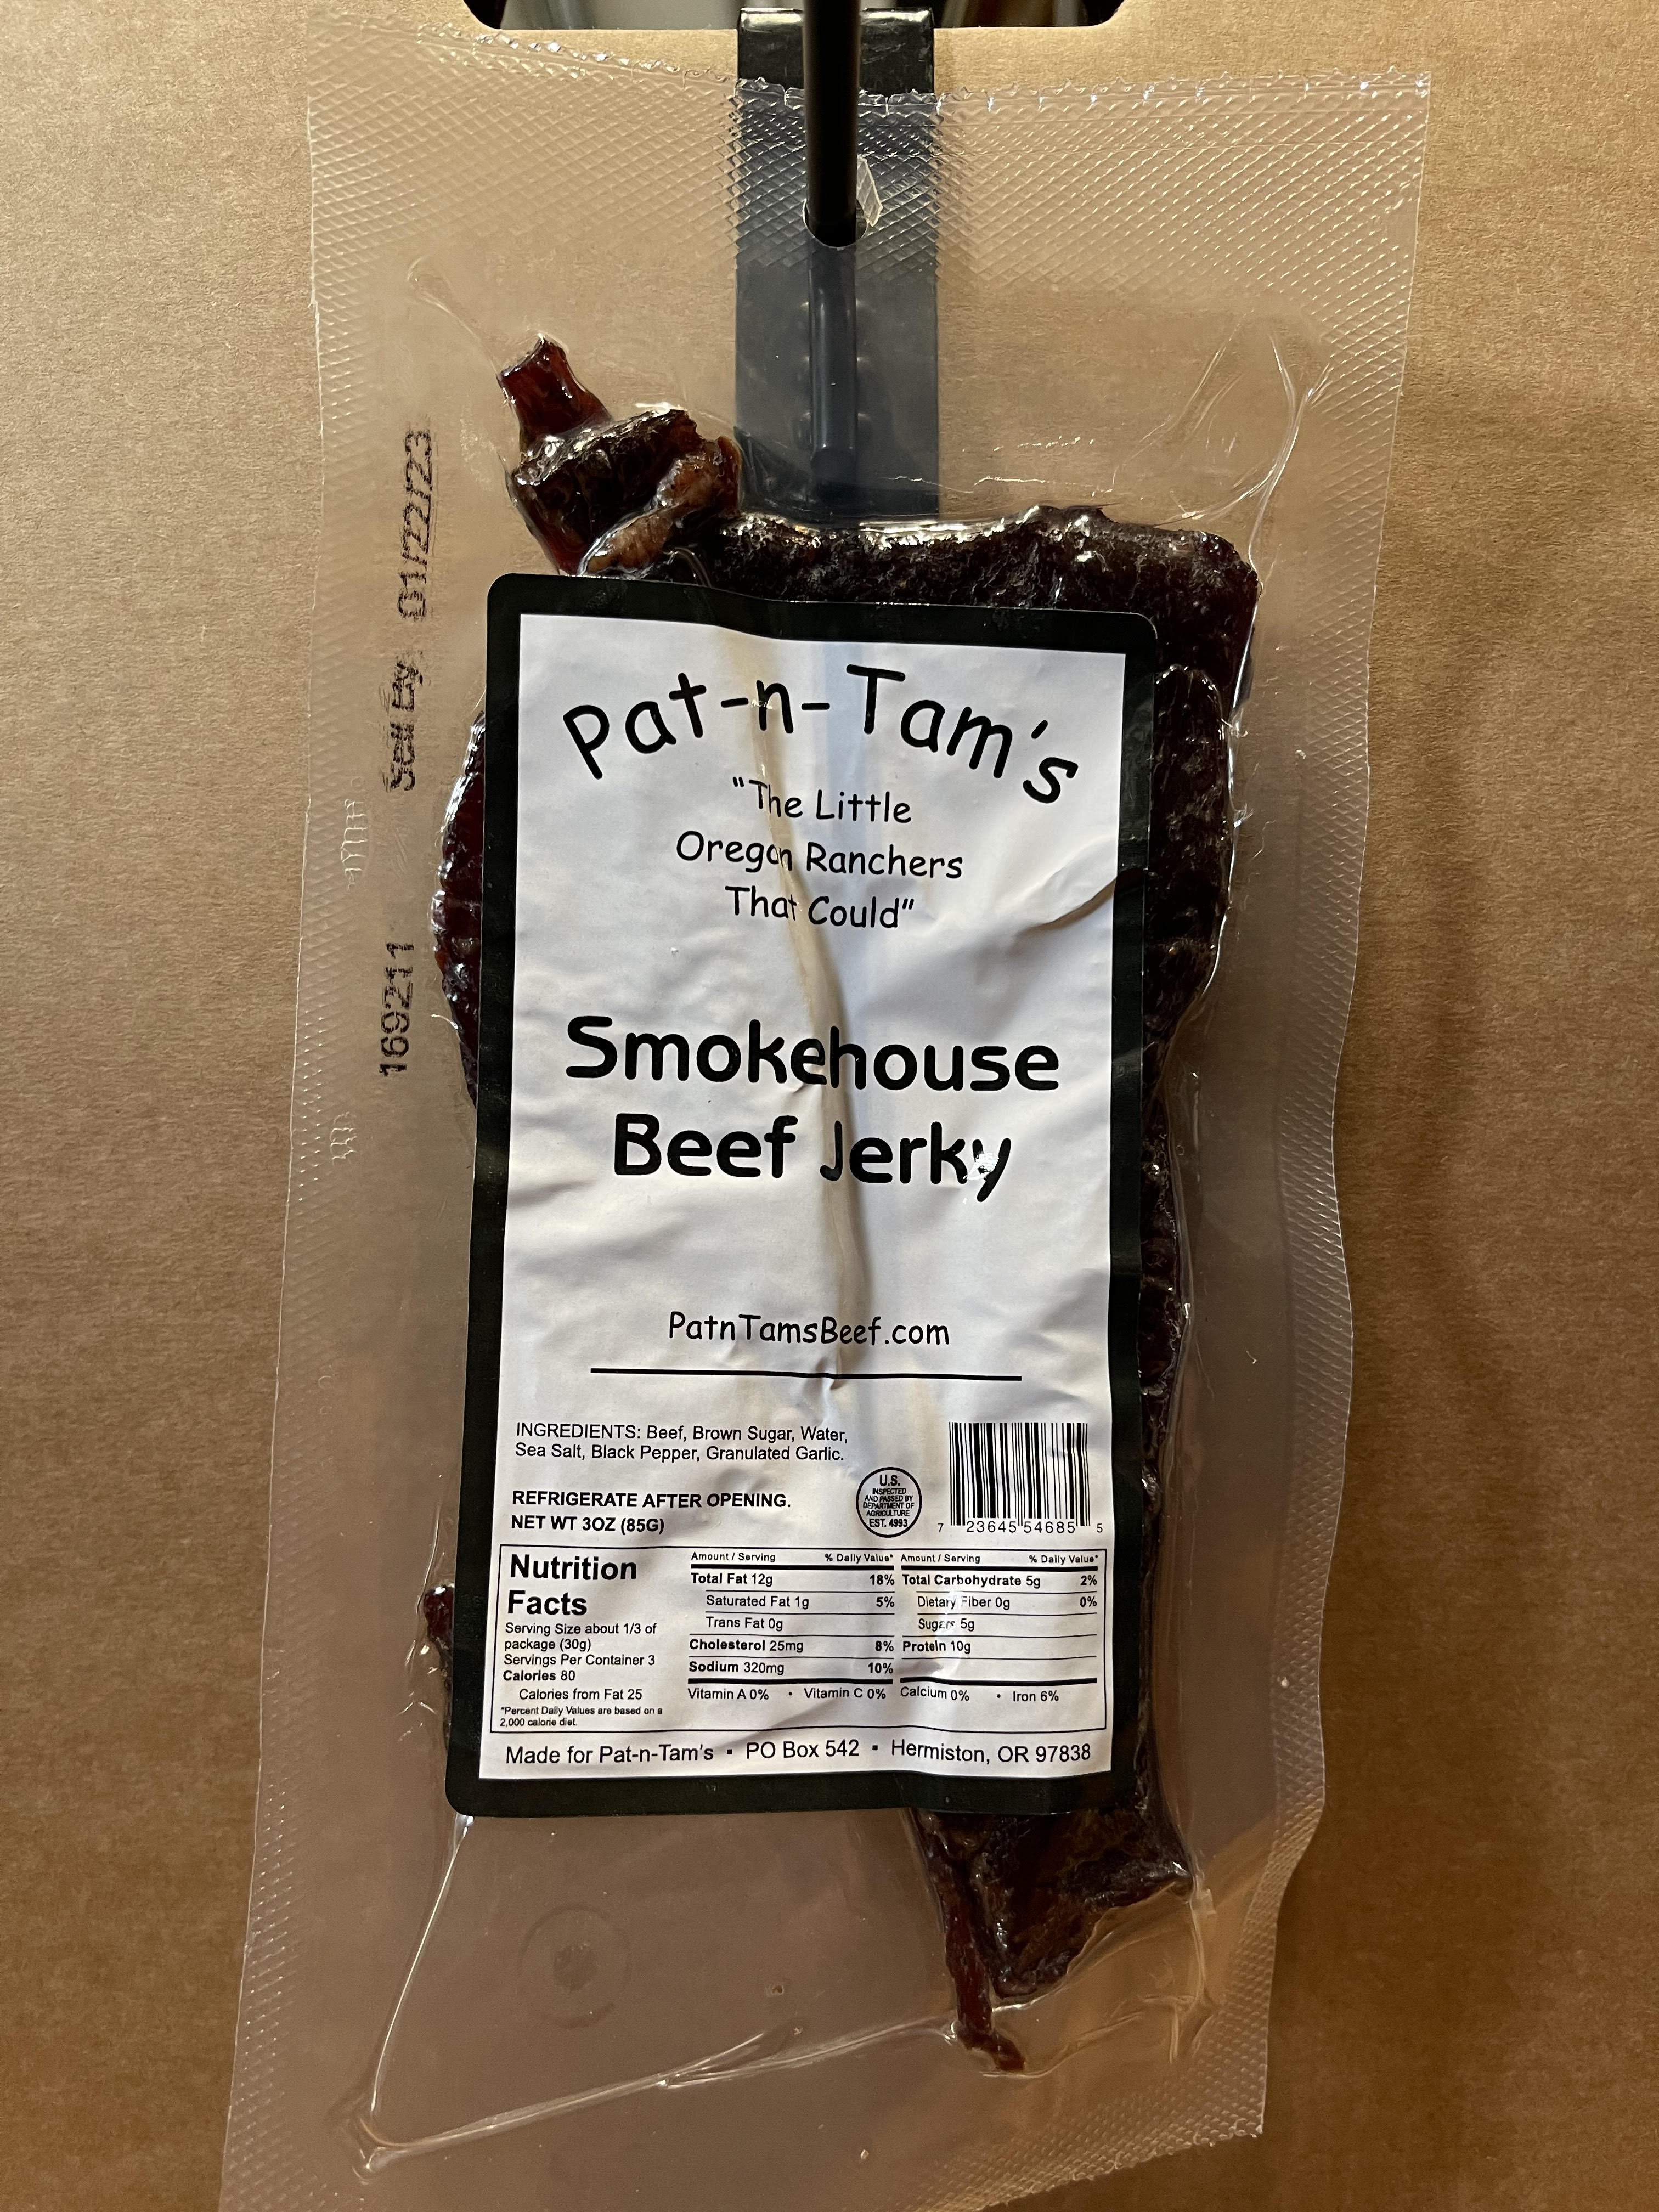 Sell By 01/22/23
169211
Pat-n-Tam's
"The Little
Oregon Ranchers
That Could"
Smokehouse
Beef Jerky
PatnTamsBeef.com
INGREDIENTS: Beef, Brown Sugar, Water,
Sea Salt, Black Pepper, Granulated Garlic.
REFRIGERATE AFTER OPENING.
NET WT 3OZ (85G)
U.S.
INSPECTED
AND PASSED BY
DEPARTMENT OF
AGRICULTURE
EST. 4993
7 23645 54685 5
Nutrition
Facts
Serving Size about 1/3 of
package (30g)
Servings Per Container 3
Calories 80
Calories from Fat 25
*Percent Daily Values are based on a
2,000 calorie diet.
Amount / Serving % Daily Value*
Total Fat 12g 18%
Saturated Fat 1g 5%
Trans Fat 0g
Cholesterol 25mg 8%
Sodium 320mg 10%
Vitamin A 0% • Vitamin C 0%
Amount / Serving % Daily Value*
Total Carbohydrate 5g 2%
Dietary Fiber 0g 0%
Sugars 5g
Protein 10g
Calcium 0% • Iron 6%
Made for Pat-n-Tam's ▪ PO Box 542 ▪ Hermiston, OR 97838